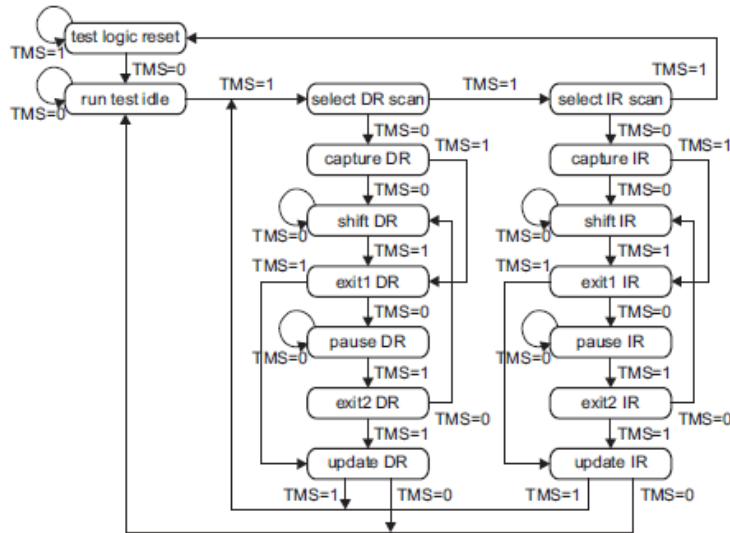 test logic reset
TMS=1
TMS=0
TMS=1
run test idle
TMS=0
TMS=1
select DR scan
TMS=1
select IR scan
TMS=0
TMS=0
capture DR
TMS=1
capture IR
TMS=1
TMS=0
TMS=0
shift DR
TMS=0
shift IR
TMS=0
TMS=1
TMS=1
TMS=1
TMS=1
exit1 DR
exit1 IR
TMS=0
TMS=0
pause DR
TMS=0
pause IR
TMS=0
TMS=1
TMS=1
exit2 DR
TMS=0
exit2 IR
TMS=0
TMS=1
TMS=1
update DR
update IR
TMS=1
TMS=0
TMS=1
TMS=0